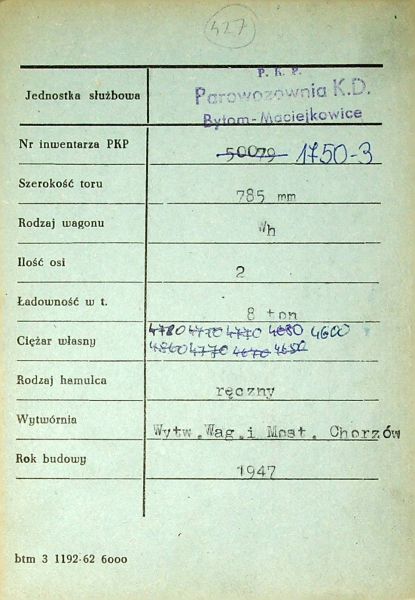 427
P. K. P.
Parowozownia K.D.
Jednostka służbowa
Bytom-Maciejkowice
Nr inwentarza PKP 50079 1750-3
Szerokość toru 785 mm
Rodzaj wagonu Wh
Ilość osi 2
Ładowność w t. 8 ton
4780 4710 4770 4680 4600
Ciężar własny
4860 4770 4670 4650
Rodzaj hamulca ręczny
Wytwórnia Wytw.Wag.i Most. Chorzów
Rok budowy 1947
btm 3 1192-62 6000